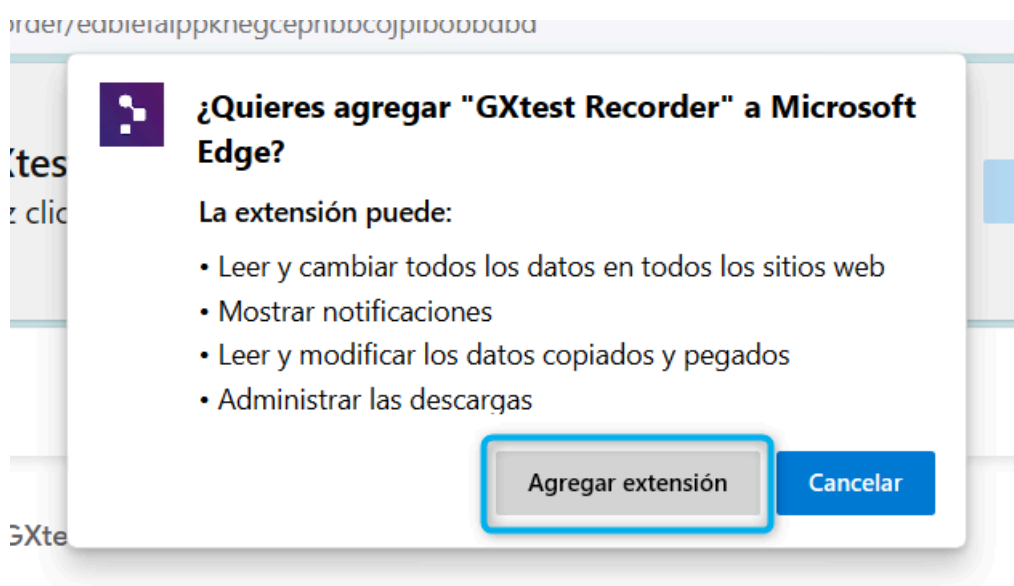 ¿Quieres agregar "GXtest Recorder" a Microsoft
Edge?
La extensión puede:
• Leer y cambiar todos los datos en todos los sitios web
• Mostrar notificaciones
• Leer y modificar los datos copiados y pegados
• Administrar las descargas
Agregar extensión
Cancelar